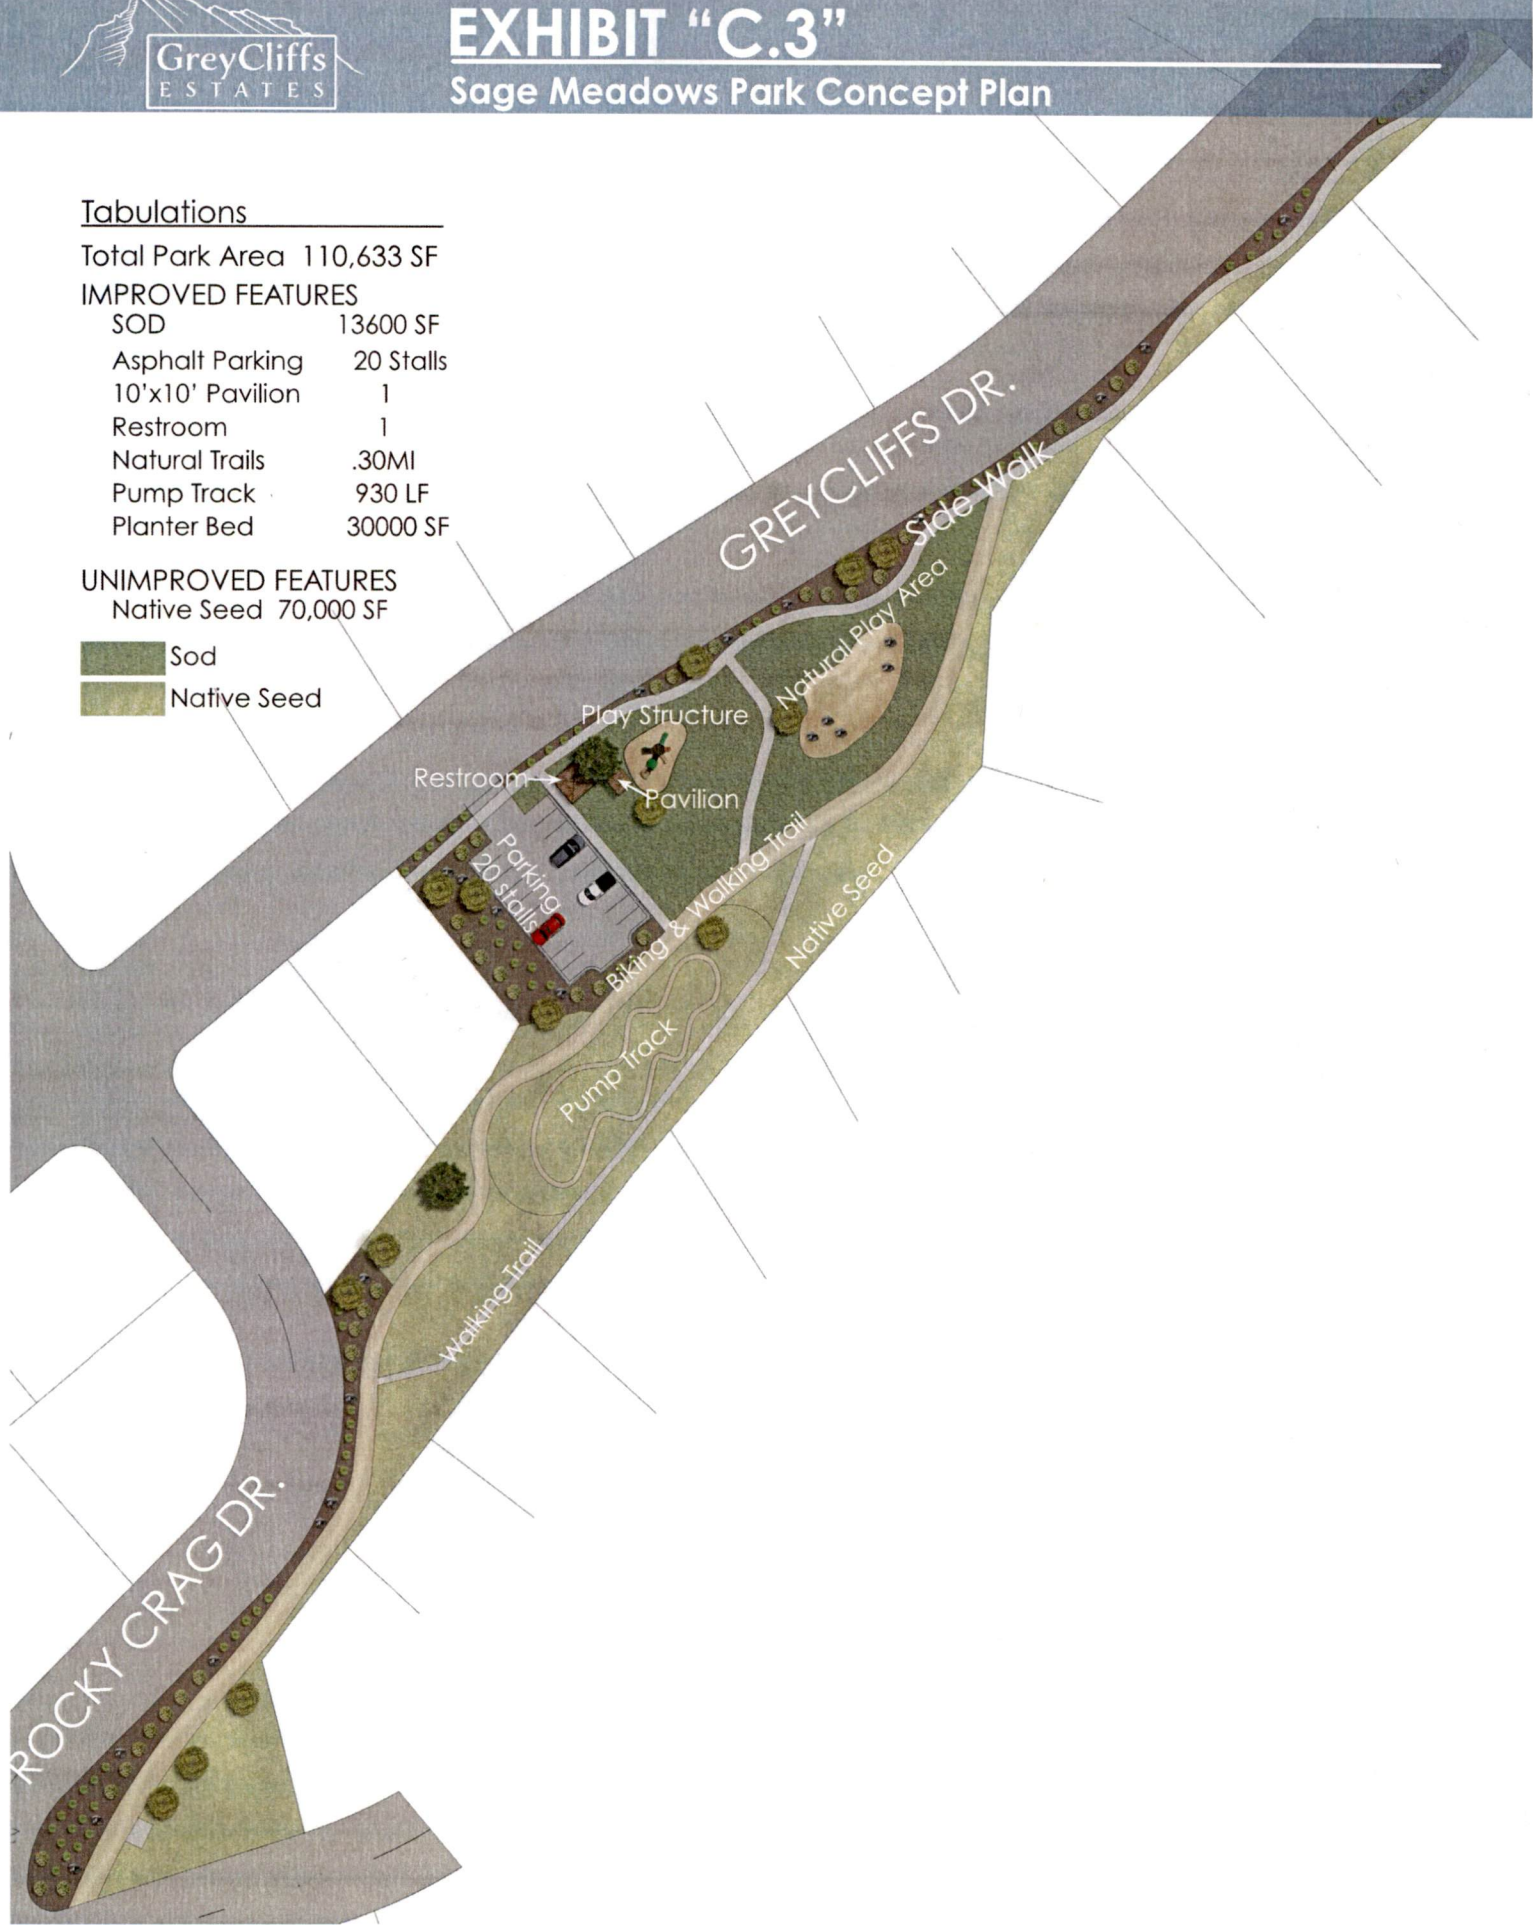 GreyCliffs
ESTATES
EXHIBIT “C.3”
Sage Meadows Park Concept Plan
Tabulations
Total Park Area 110,633 SF
IMPROVED FEATURES
SOD 13600 SF
Asphalt Parking 20 Stalls
10'x10' Pavilion 1
Restroom 1
Natural Trails .30MI
Pump Track 930 LF
Planter Bed 30000 SF
UNIMPROVED FEATURES
Native Seed 70,000 SF
Sod
Native Seed
GREYCLIFFS DR.
Side Walk
Natural Play Area
Play Structure
Restroom
Pavilion
Parking
20 stalls
Biking & Walking Trail
Native Seed
Pump Track
Walking Trail
ROCKY CRAG DR.